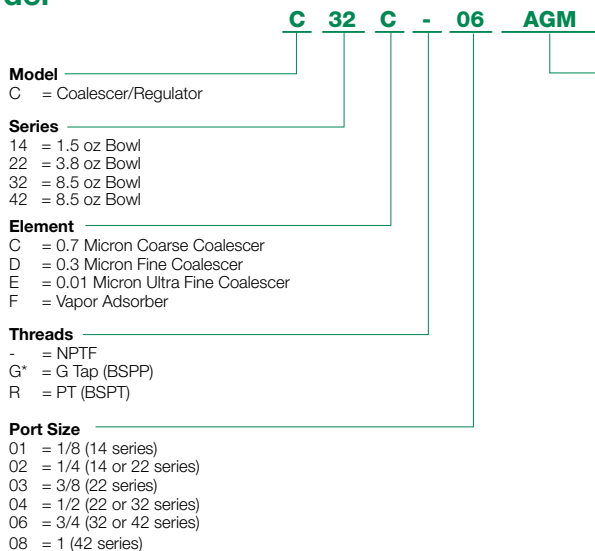 C 32 C - 06 AGM
Model
C = Coalescer/Regulator
Series
14 = 1.5 oz Bowl
22 = 3.8 oz Bowl
32 = 8.5 oz Bowl
42 = 8.5 oz Bowl
Element
C = 0.7 Micron Coarse Coalescer
D = 0.3 Micron Fine Coalescer
E = 0.01 Micron Ultra Fine Coalescer
F = Vapor Adsorber
Threads
- = NPTF
G* = G Tap (BSPP)
R = PT (BSPT)
Port Size
01 = 1/8 (14 series)
02 = 1/4 (14 or 22 series)
03 = 3/8 (22 series)
04 = 1/2 (22 or 32 series)
06 = 3/4 (32 or 42 series)
08 = 1 (42 series)